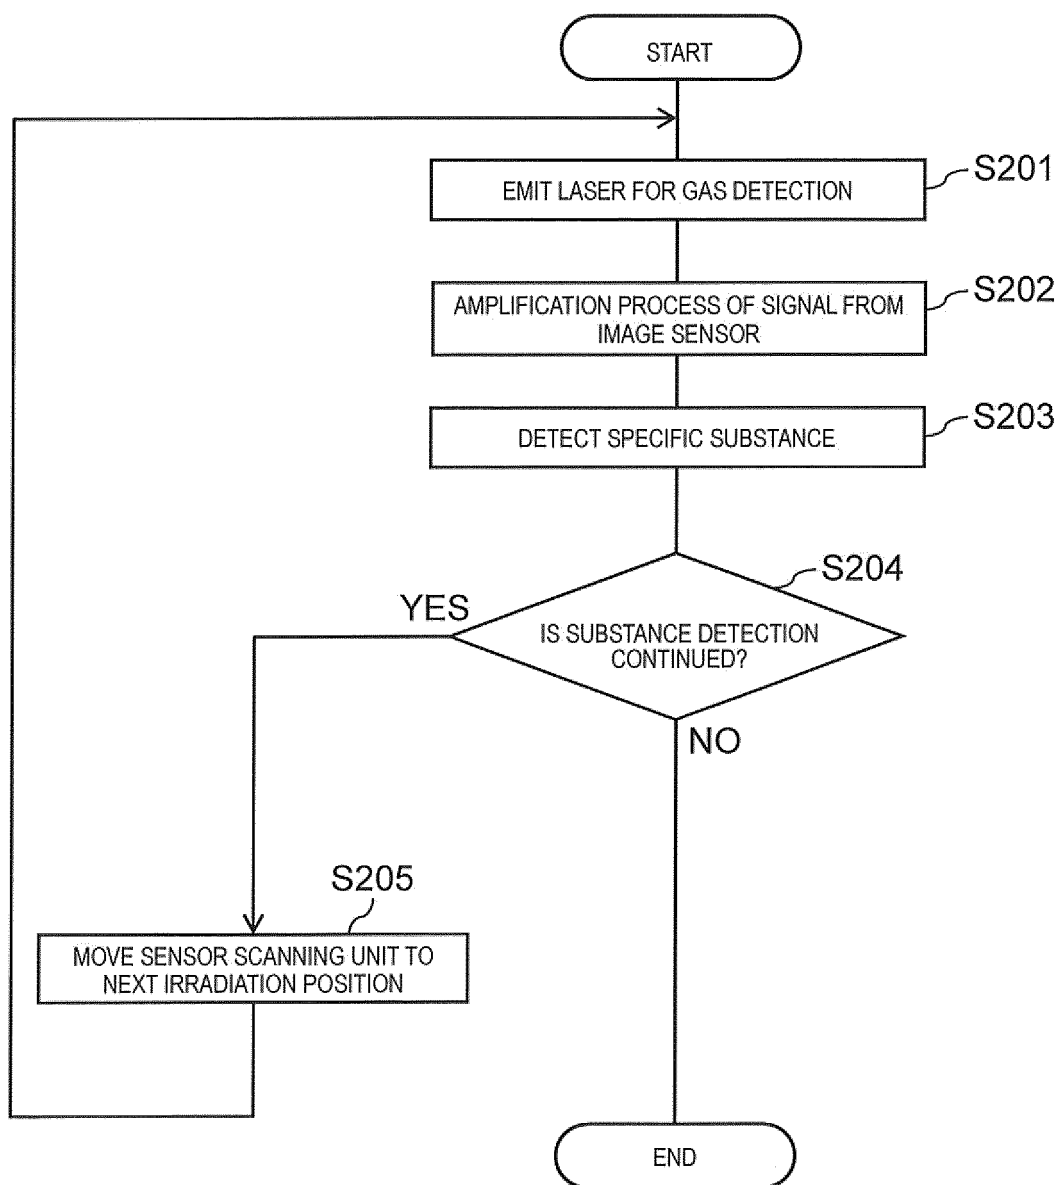 START
EMIT LASER FOR GAS DETECTION
S201
AMPLIFICATION PROCESS OF SIGNAL FROM
IMAGE SENSOR
S202
DETECT SPECIFIC SUBSTANCE
S203
S204
YES
IS SUBSTANCE DETECTION
CONTINUED?
NO
S205
MOVE SENSOR SCANNING UNIT TO
NEXT IRRADIATION POSITION
END